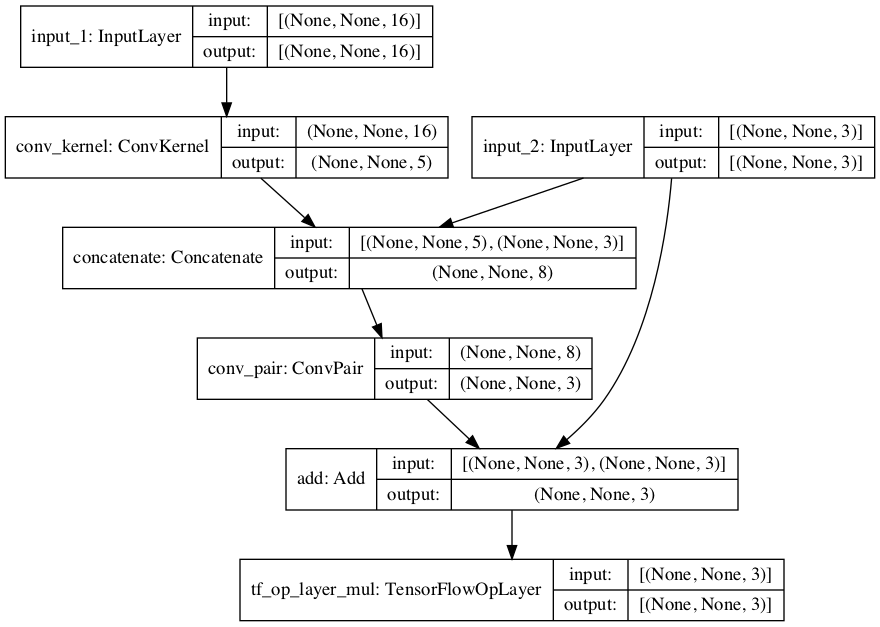 input_1: InputLayer
input: [(None, None, 16)]
output: [(None, None, 16)]
conv_kernel: ConvKernel
input: (None, None, 16)
output: (None, None, 5)
input_2: InputLayer
input: [(None, None, 3)]
output: [(None, None, 3)]
concatenate: Concatenate
input: [(None, None, 5), (None, None, 3)]
output: (None, None, 8)
conv_pair: ConvPair
input: (None, None, 8)
output: (None, None, 3)
add: Add
input: [(None, None, 3), (None, None, 3)]
output: (None, None, 3)
tf_op_layer_mul: TensorFlowOpLayer
input: [(None, None, 3)]
output: [(None, None, 3)]